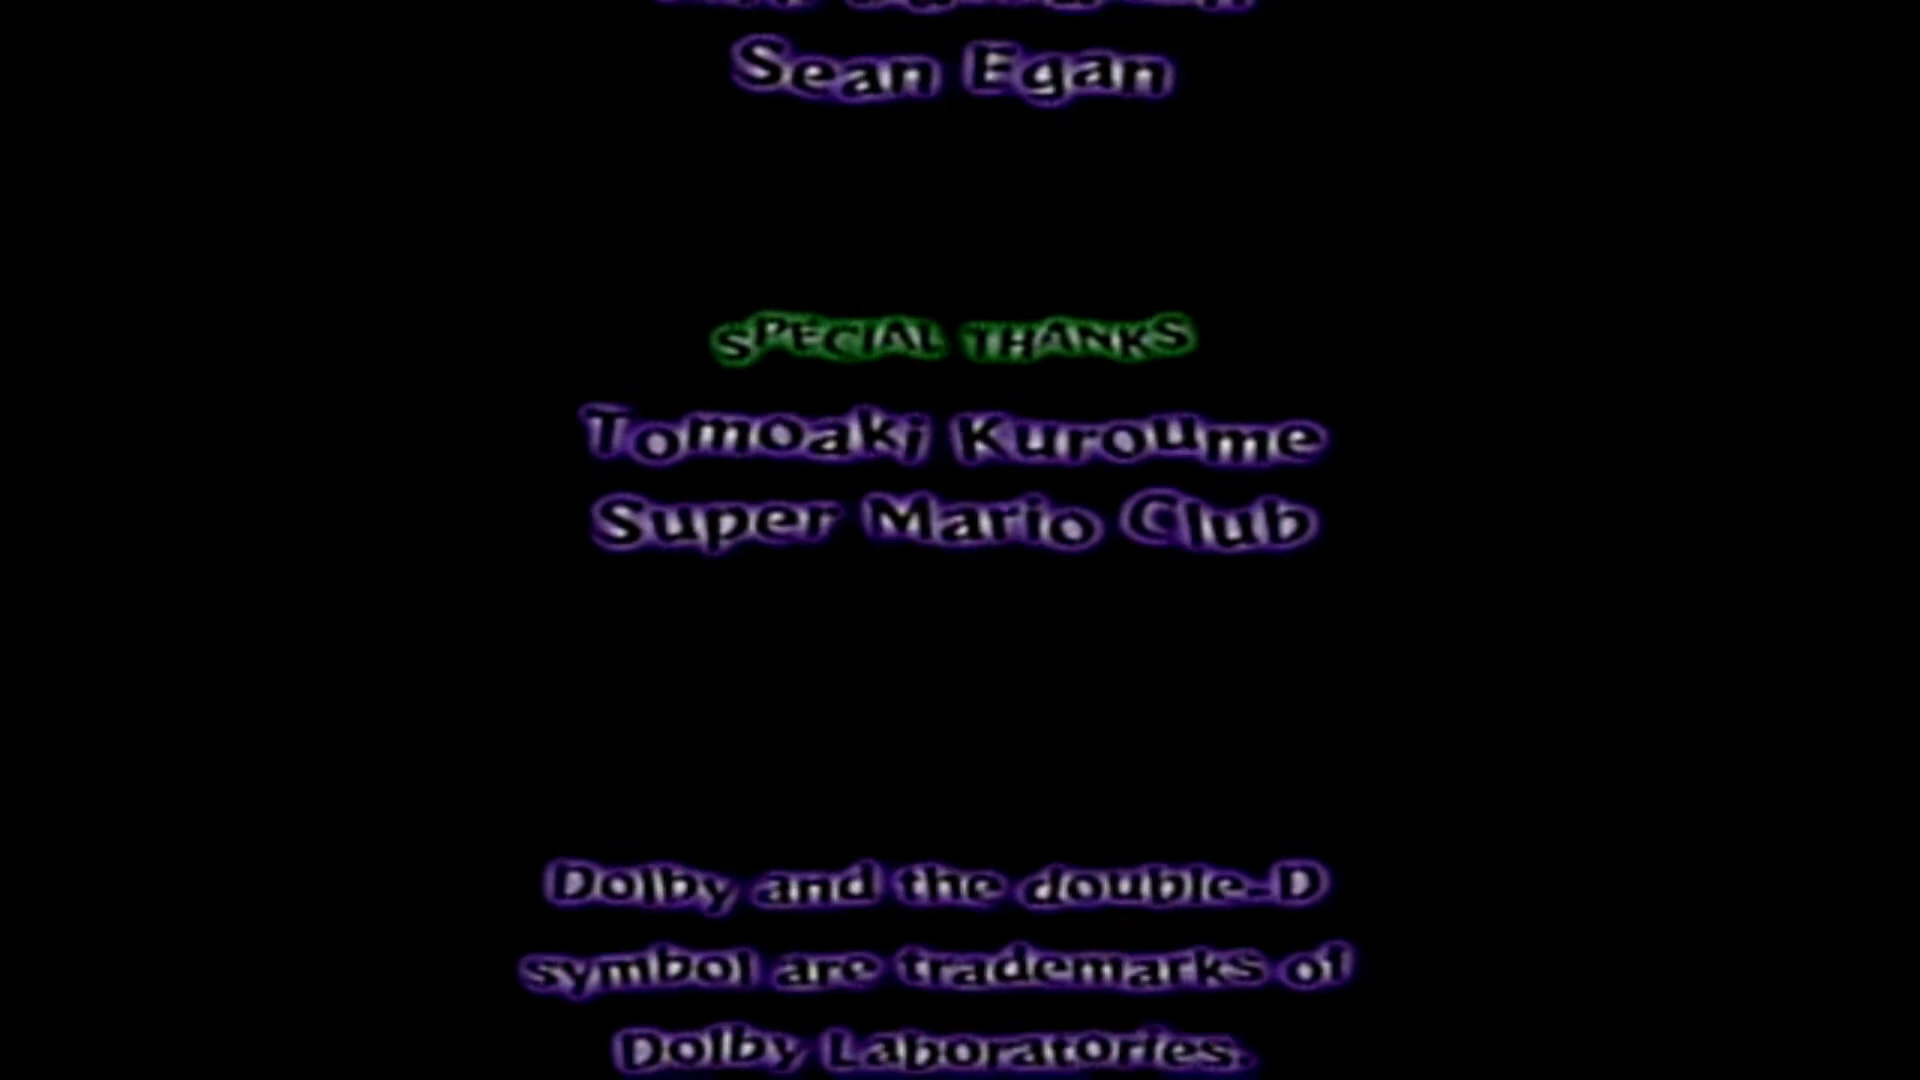 Sean Egan
SPECIAL THANKS
Tomoaki Kuroume
Super Mario Club
Dolby and the double-D
symbol are trademarks of
Dolby Laboratories.